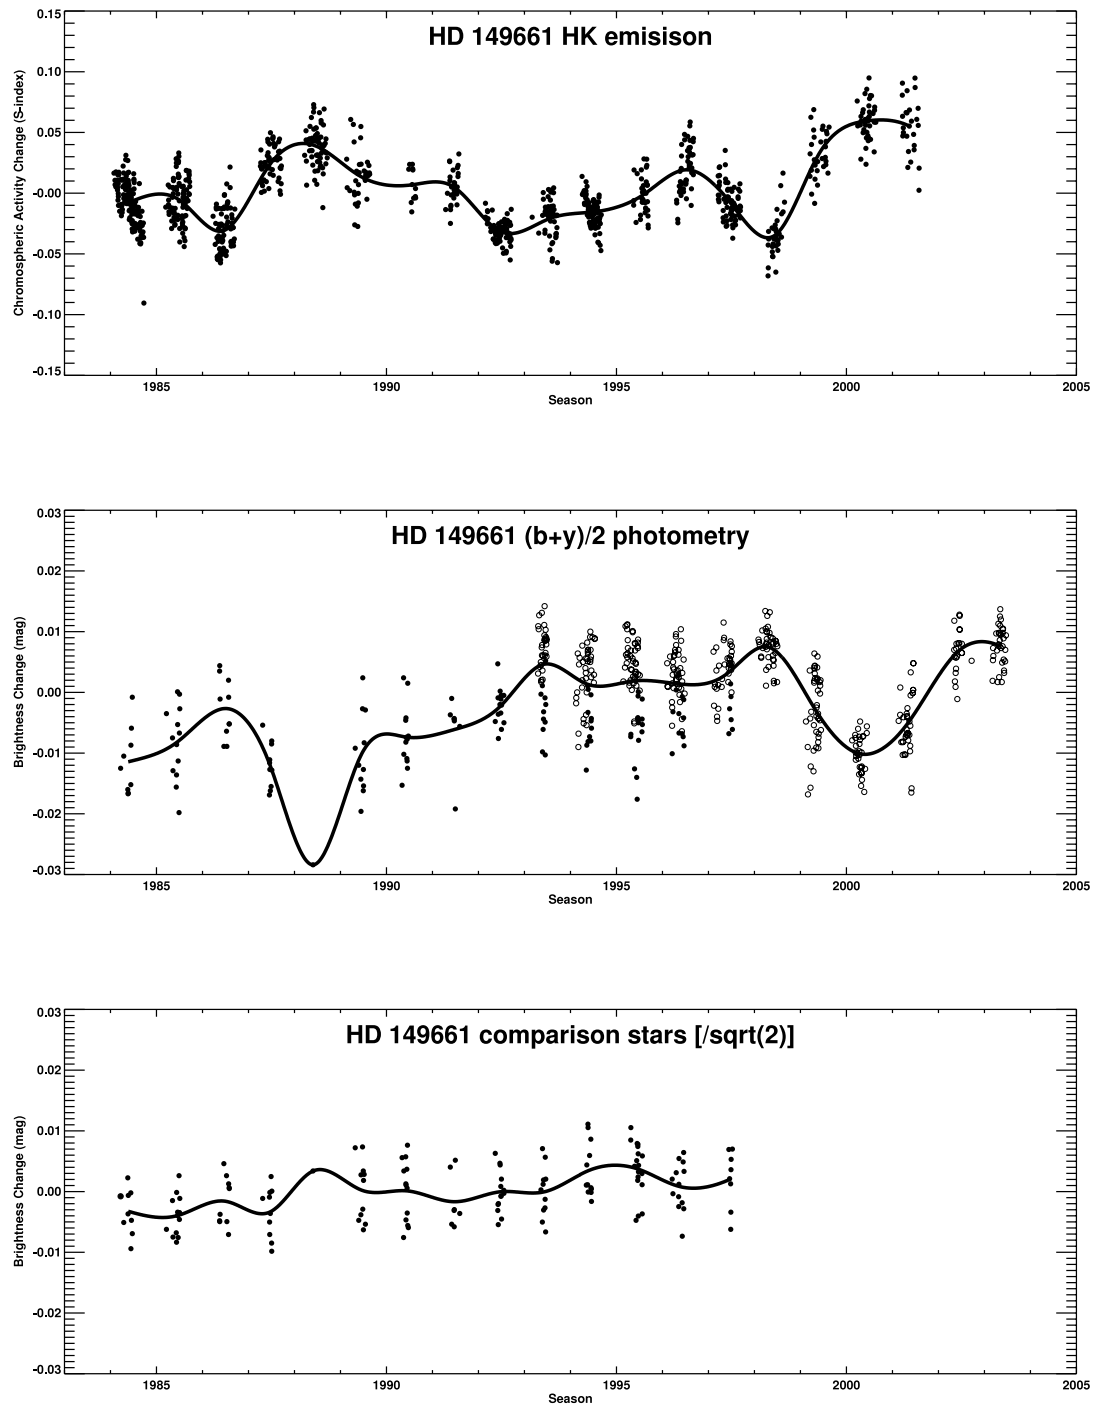 HD 149661 HK emisison
Chromospheric Activity Change (S-index)
0.15
0.10
0.05
-0.00
-0.05
-0.10
-0.15
1985 1990 1995 2000 2005
Season
HD 149661 (b+y)/2 photometry
Brightness Change (mag)
0.03
0.02
0.01
0.00
-0.01
-0.02
-0.03
1985 1990 1995 2000 2005
Season
HD 149661 comparison stars [/sqrt(2)]
Brightness Change (mag)
0.03
0.02
0.01
0.00
-0.01
-0.02
-0.03
1985 1990 1995 2000 2005
Season